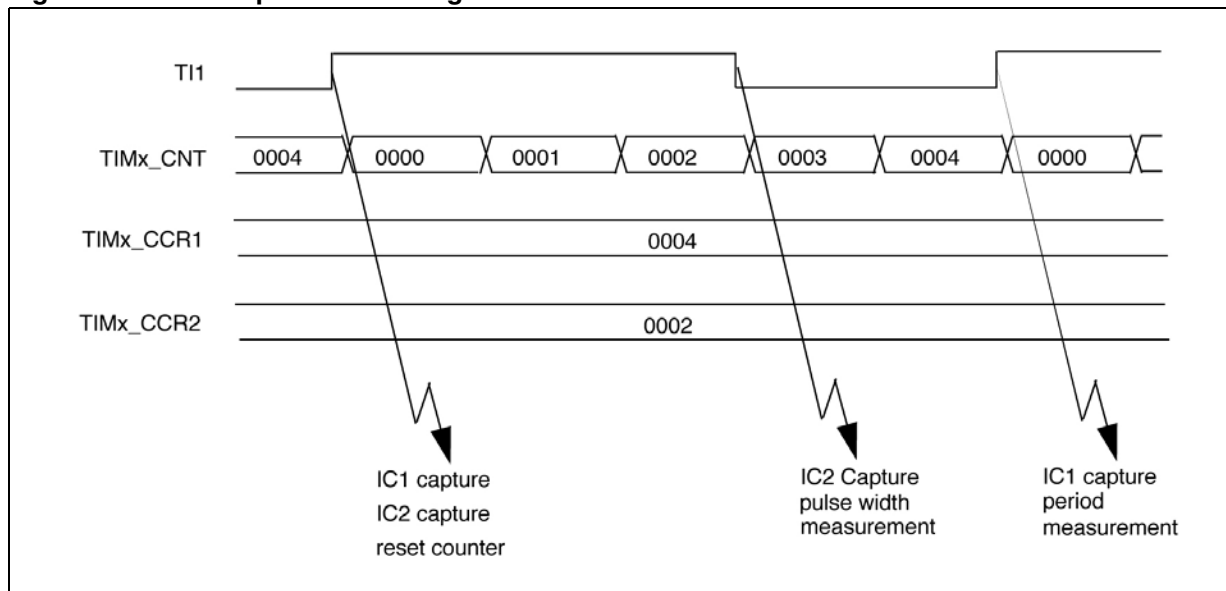 TI1
TIMx_CNT
0004
0000
0001
0002
0003
0004
0000
TIMx_CCR1
0004
TIMx_CCR2
0002
IC1 capture
IC2 capture
reset counter
IC2 Capture
pulse width
measurement
IC1 capture
period
measurement